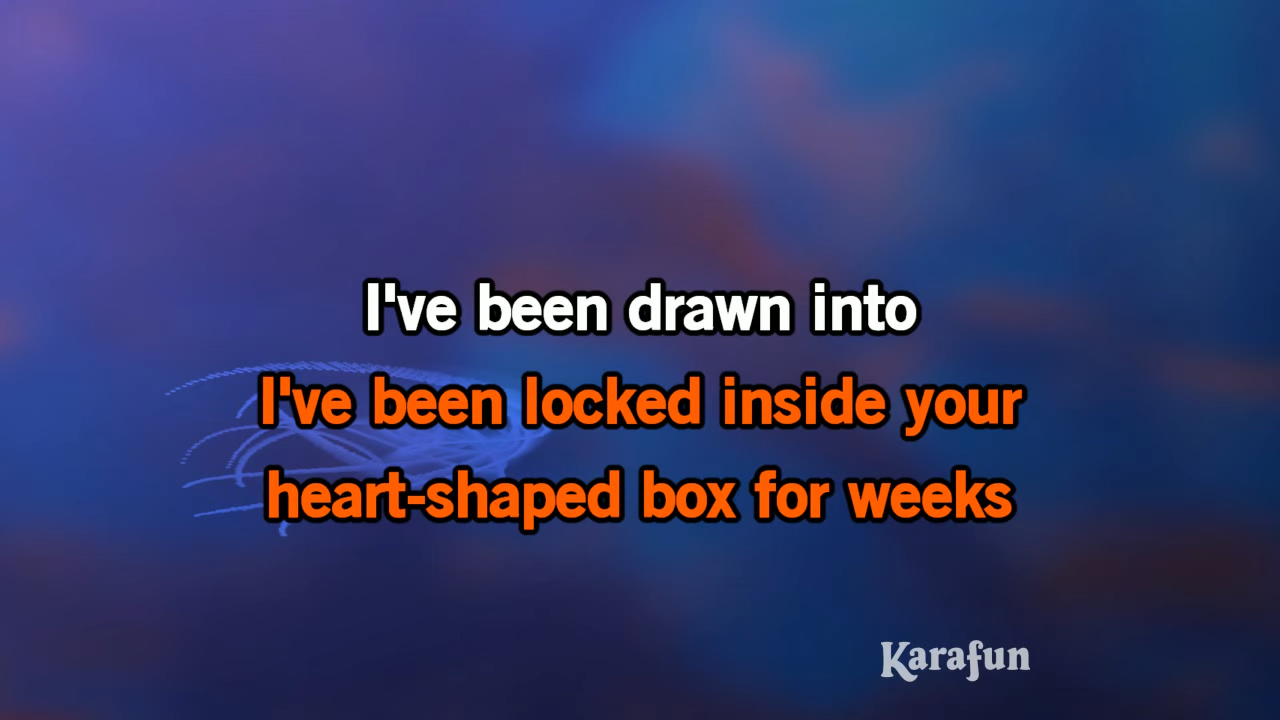 I've been drawn into
I've been locked inside your
heart-shaped box for weeks
Karafun